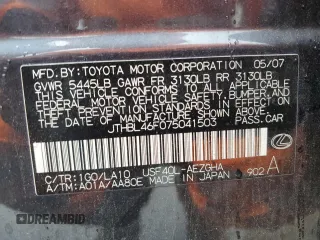 MFD.BY:TOYOTA MOTOR CORPORATION 05/07
GVWR 5445LB GAWR FR 3130LB RR 3130LB
THIS VEHICLE CONFORMS TO ALL APPLICABLE
FEDERAL MOTOR VEHICLE SAFETY, BUMPER,
AND THEFT PREVENTION STANDARDS IN EFFECT
ON THE DATE OF MANUFACTURE SHOWN ABOVE.
JTHBL46F075041503 PASS.CAR
C/TR:1G0/LA10 USF40L-AEZGHA
A/TM:A01A/AA80E MADE IN JAPAN 902 A